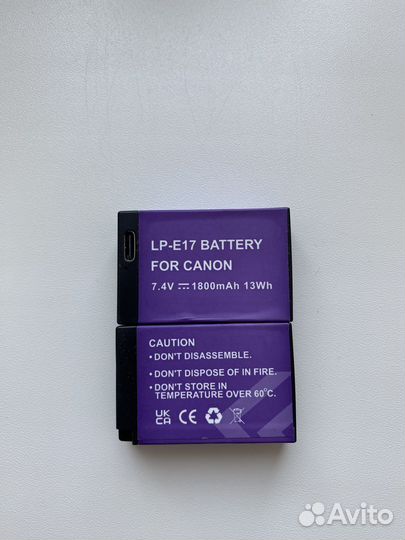 LP-E17 BATTERY
FOR CANON
7.4V ⎓ 1800mAh 13Wh
CAUTION
• DON'T DISASSEMBLE.
• DON'T DISPOSE OF IN FIRE.
• DON'T STORE IN
TEMPERATURE OVER 60°C.
UK
CA CE
Avito